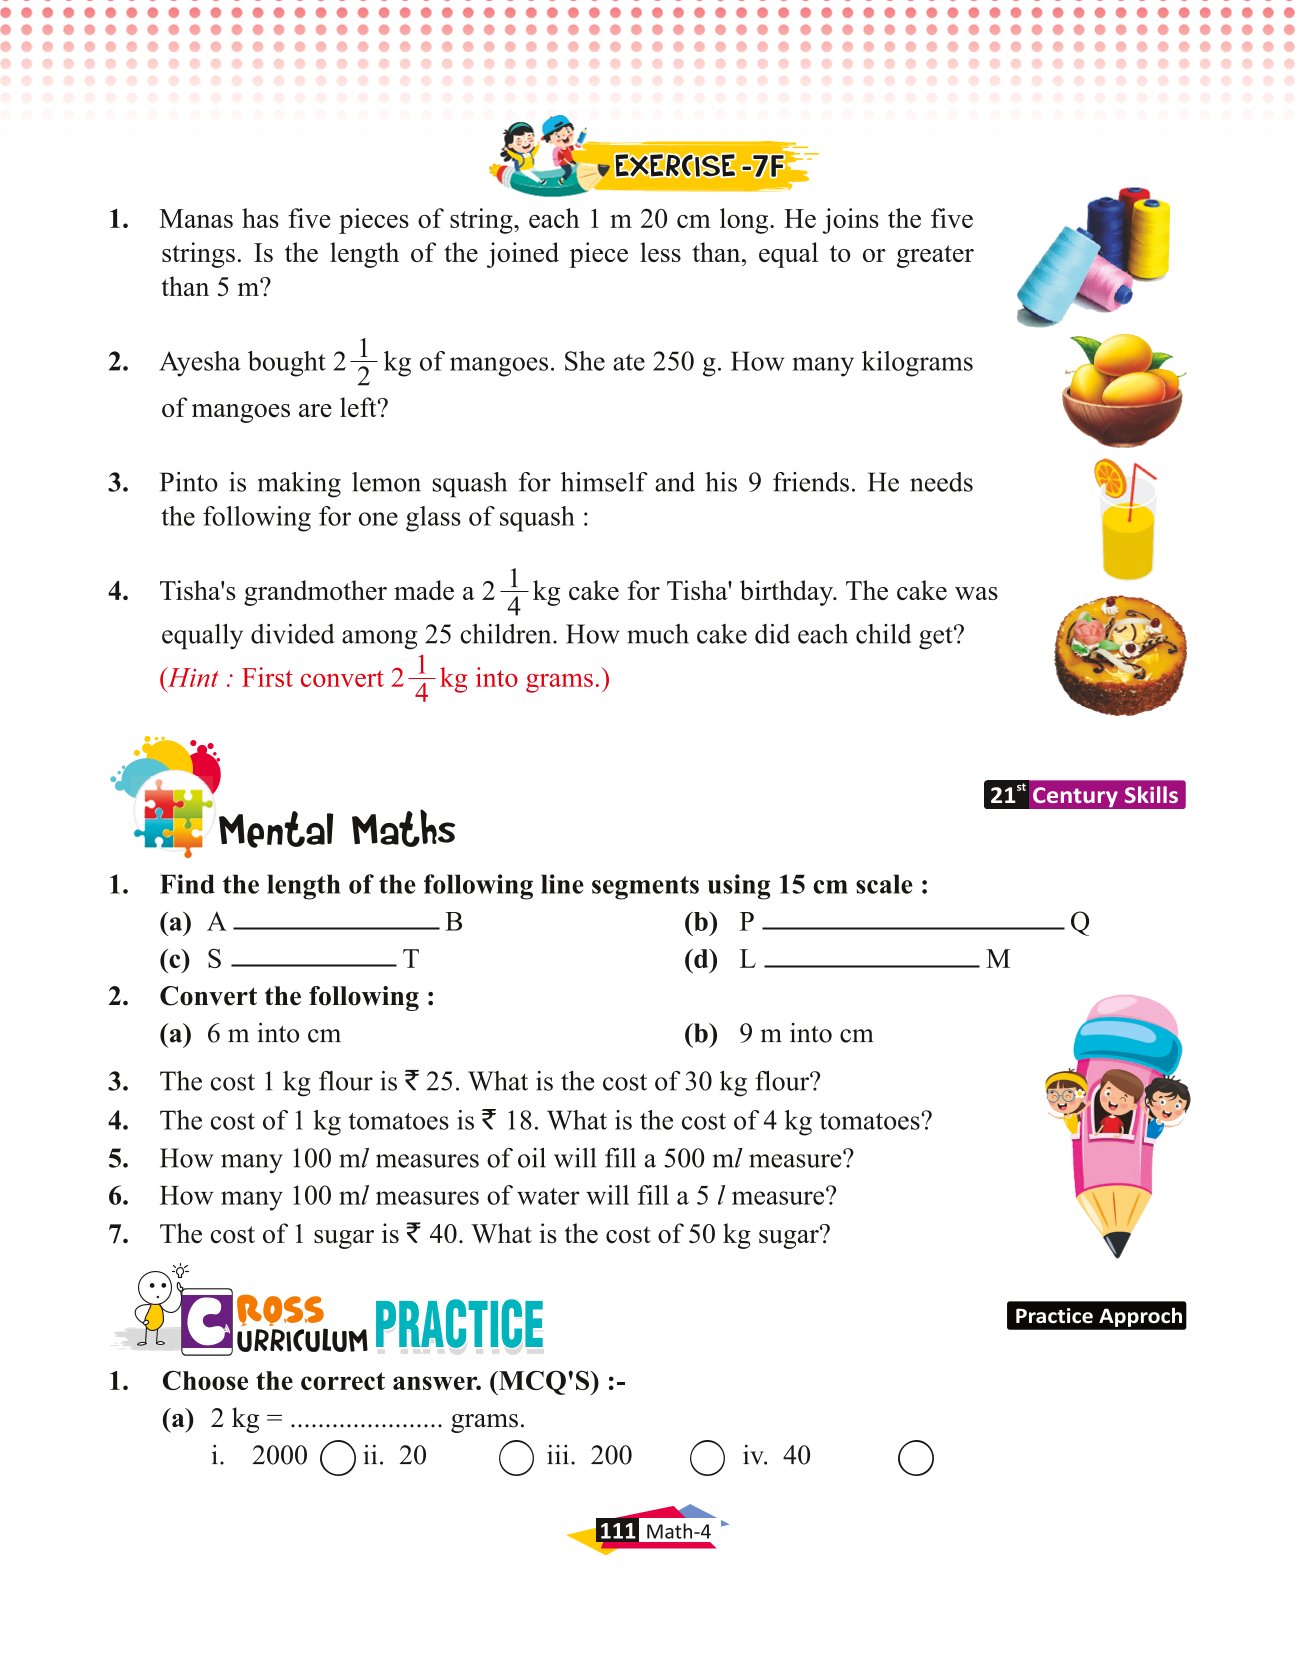 EXERCISE -7F
1. Manas has five pieces of string, each 1 m 20 cm long. He joins the five
strings. Is the length of the joined piece less than, equal to or greater
than 5 m?
2. Ayesha bought 2 1/2 kg of mangoes. She ate 250 g. How many kilograms
of mangoes are left?
3. Pinto is making lemon squash for himself and his 9 friends. He needs
the following for one glass of squash :
4. Tisha's grandmother made a 2 1/4 kg cake for Tisha' birthday. The cake was
equally divided among 25 children. How much cake did each child get?
(Hint : First convert 2 1/4 kg into grams.)
21st Century Skills
Mental Maths
1. Find the length of the following line segments using 15 cm scale :
(a) A ____________ B (b) P ____________ Q
(c) S ____________ T (d) L ____________ M
2. Convert the following :
(a) 6 m into cm (b) 9 m into cm
3. The cost 1 kg flour is ₹ 25. What is the cost of 30 kg flour?
4. The cost of 1 kg tomatoes is ₹ 18. What is the cost of 4 kg tomatoes?
5. How many 100 ml measures of oil will fill a 500 ml measure?
6. How many 100 ml measures of water will fill a 5 l measure?
7. The cost of 1 sugar is ₹ 40. What is the cost of 50 kg sugar?
CROSS CURRICULUM PRACTICE
Practice Approch
1. Choose the correct answer. (MCQ'S) :-
(a) 2 kg = ...................... grams.
i. 2000 ii. 20 iii. 200 iv. 40
111 Math-4